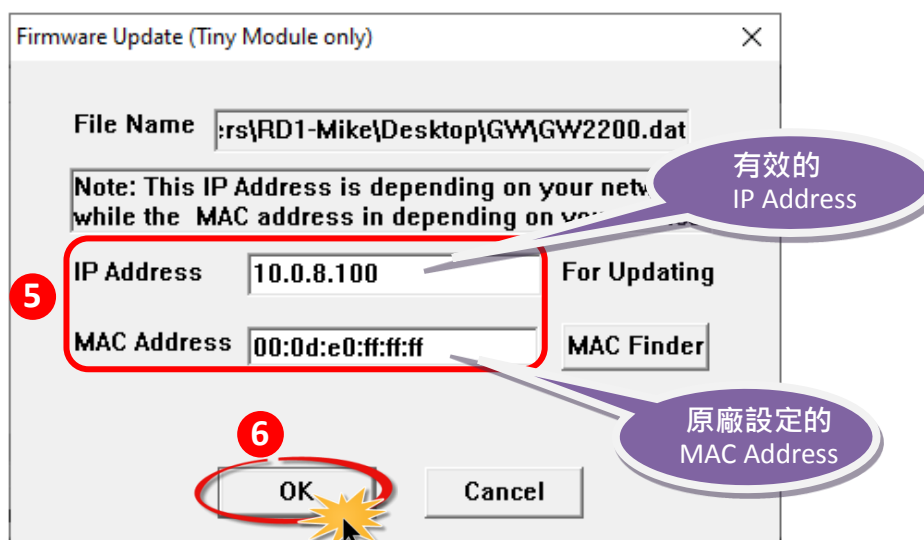 Firmware Update (Tiny Module only)
File Name :rs\RD1-Mike\Desktop\GW\GW2200.dat
Note: This IP Address is depending on your
while the MAC address in depending on
有效的
IP Address
5
IP Address 10.0.8.100 For Updating
MAC Address 00:0d:e0:ff:ff:ff MAC Finder
原廠設定的
MAC Address
6
OK Cancel